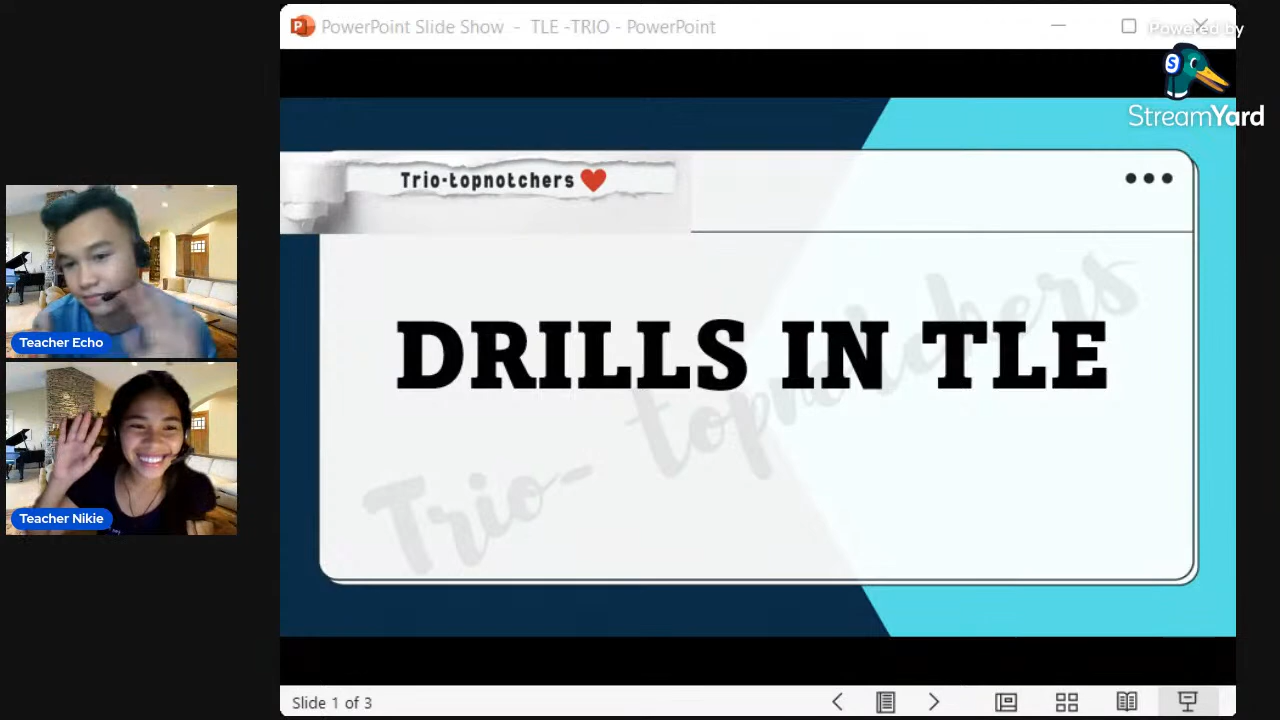 PowerPoint Slide Show - TLE -TRIO - PowerPoint
Powered by
StreamYard
Trio-topnotchers
DRILLS IN TLE
Trio- topnotchers
Teacher Echo
Teacher Nikie
Slide 1 of 3